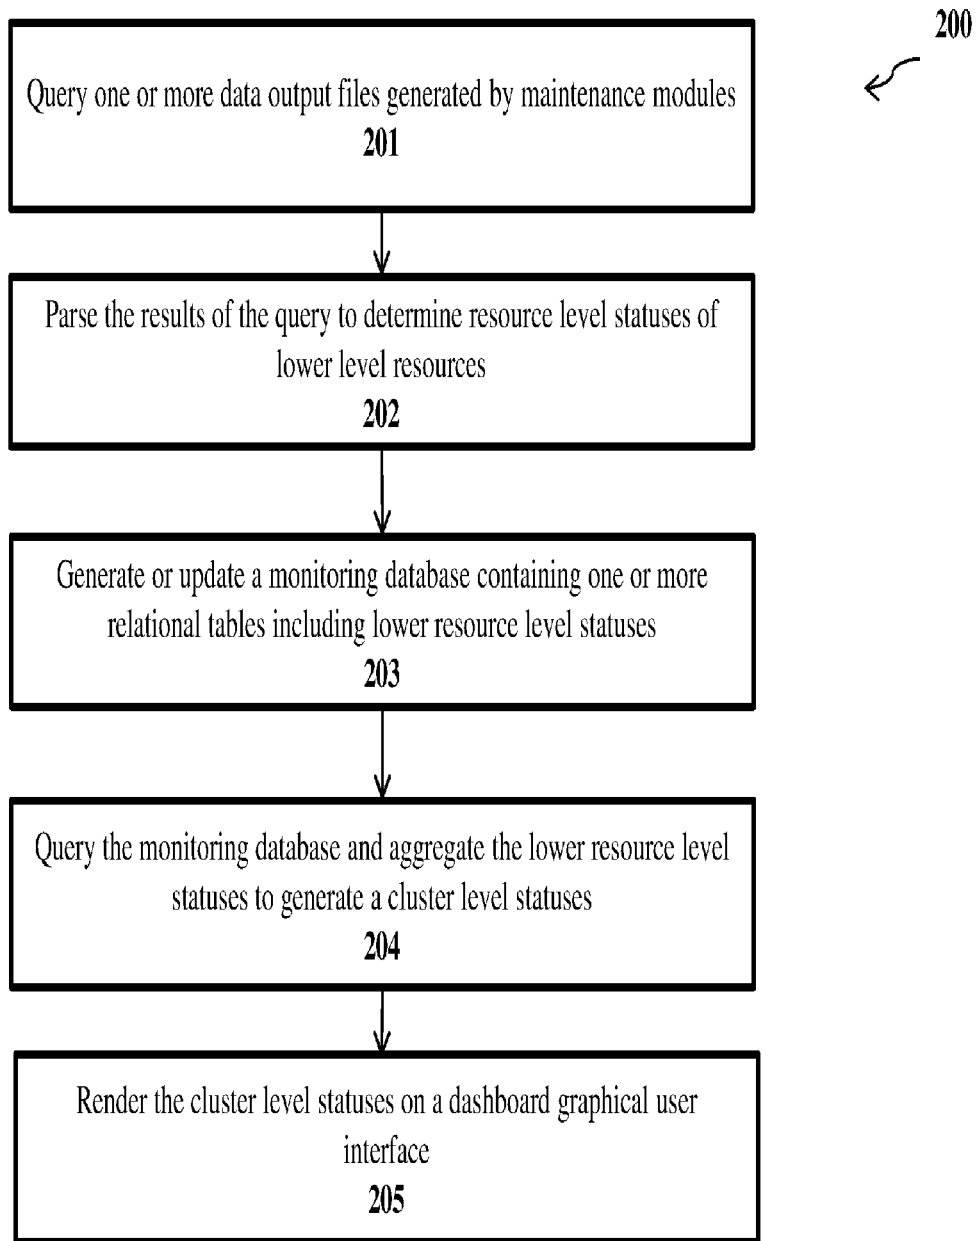 200
Query one or more data output files generated by maintenance modules
201
Parse the results of the query to determine resource level statuses of
lower level resources
202
Generate or update a monitoring database containing one or more
relational tables including lower resource level statuses
203
Query the monitoring database and aggregate the lower resource level
statuses to generate a cluster level statuses
204
Render the cluster level statuses on a dashboard graphical user
interface
205